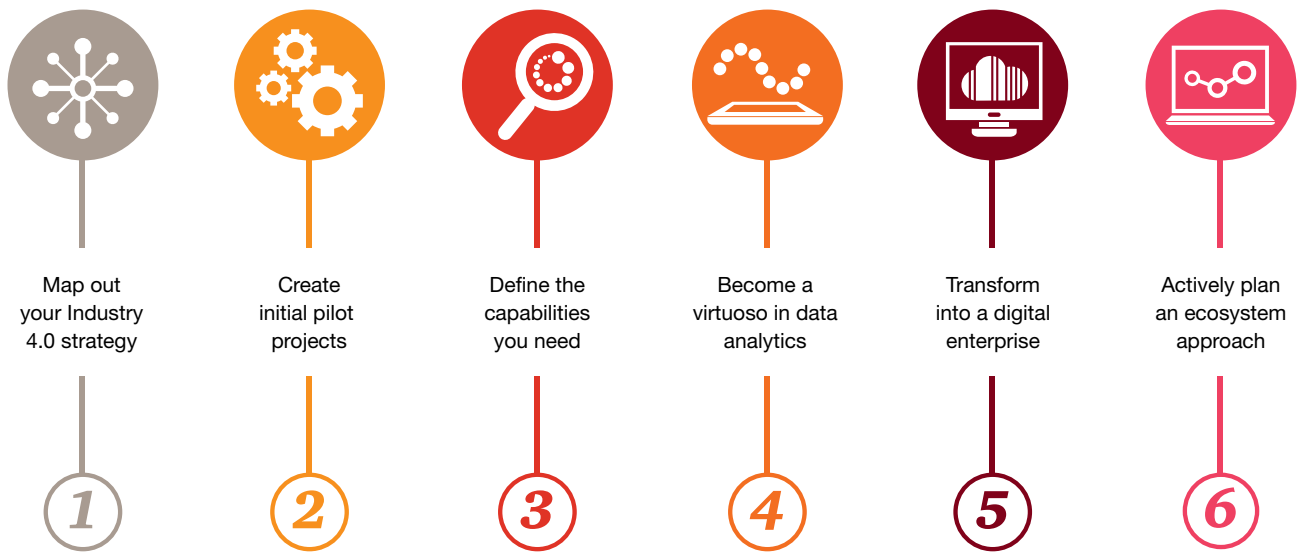 Map out
your Industry
4.0 strategy
1
Create
initial pilot
projects
2
Define the
capabilities
you need
3
Become a
virtuoso in data
analytics
4
Transform
into a digital
enterprise
5
Actively plan
an ecosystem
approach
6